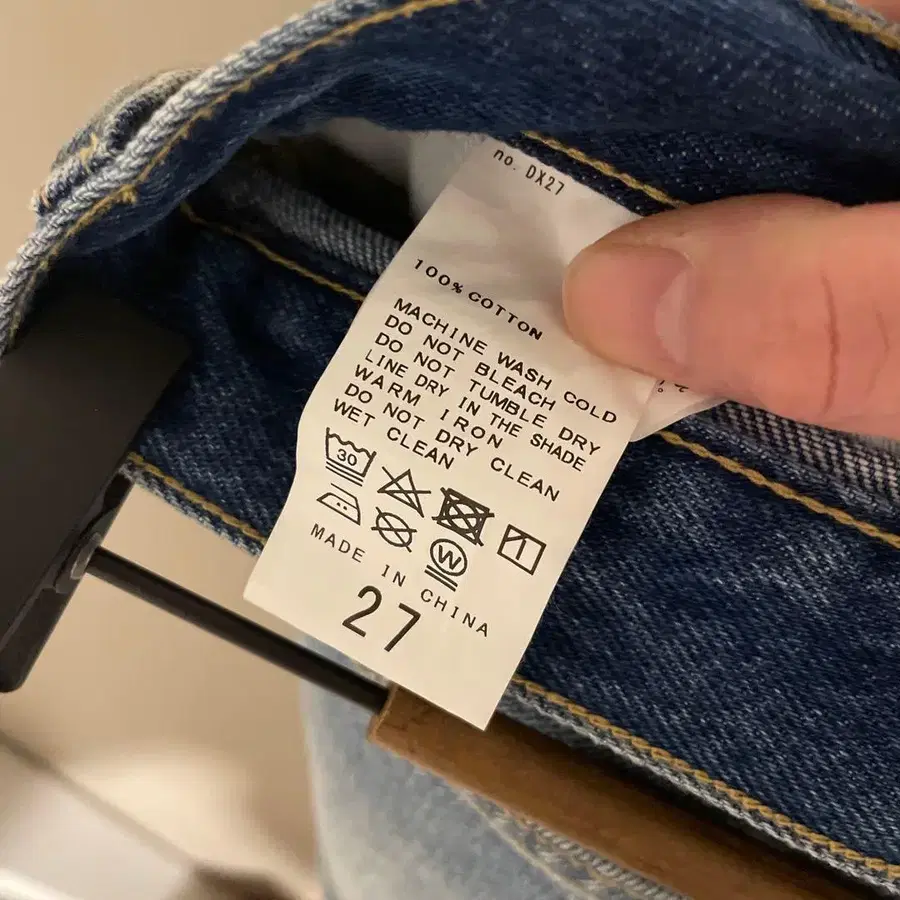 no. DX27
100% COTTON
MACHINE WASH COLD
DO NOT BLEACH
DO NOT TUMBLE DRY
LINE DRY IN THE SHADE
WARM IRON
DO NOT DRY CLEAN
WET CLEAN
30
W
MADE IN CHINA
27